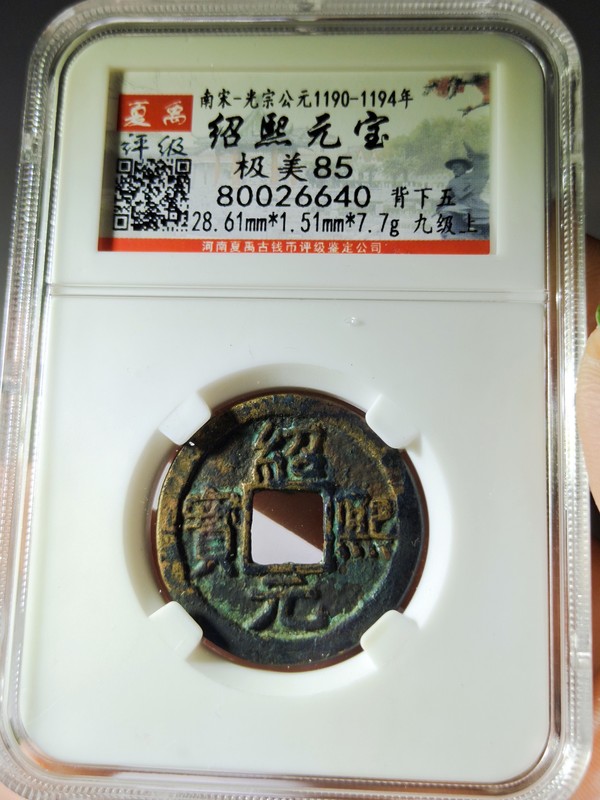 夏禹
评级
南宋-光宗公元1190-1194年
绍熙元宝
极美85
80026640 背下五
28.61mm*1.51mm*7.7g 九级上
河南夏禹古钱币评级鉴定公司
紹
熙
元
寶